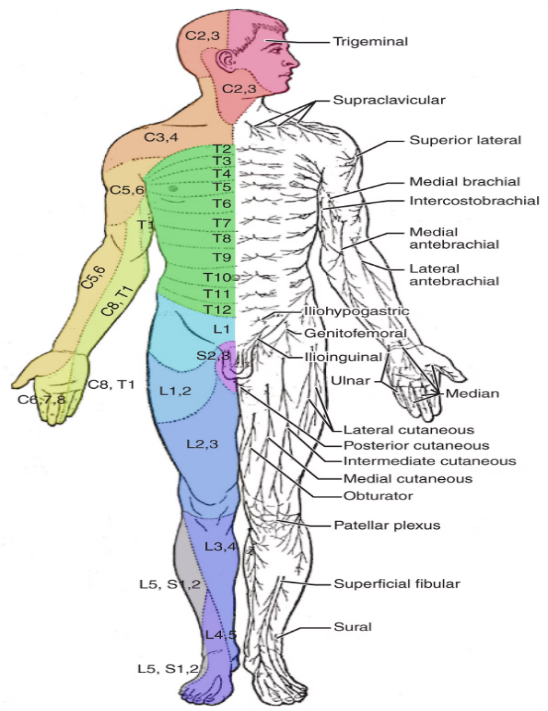 C2,3
Trigeminal
C2,3
Supraclavicular
C3,4
Superior lateral
T2
T3
T4
T5
C5,6
Medial brachial
Intercostobrachial
T6
T1
T7
Medial
antebrachial
T8
T9
Lateral
antebrachial
C5,6
T10
C8, T1
T11
T12
Iliohypogastric
L1
Genitofemoral
S2,3
Ilioinguinal
C8, T1
Ulnar
L1,2
Median
C6,7,8
Lateral cutaneous
L2,3
Posterior cutaneous
Intermediate cutaneous
Medial cutaneous
Obturator
Patellar plexus
L3,4
L5, S1,2
Superficial fibular
L4,5
Sural
L5, S1,2